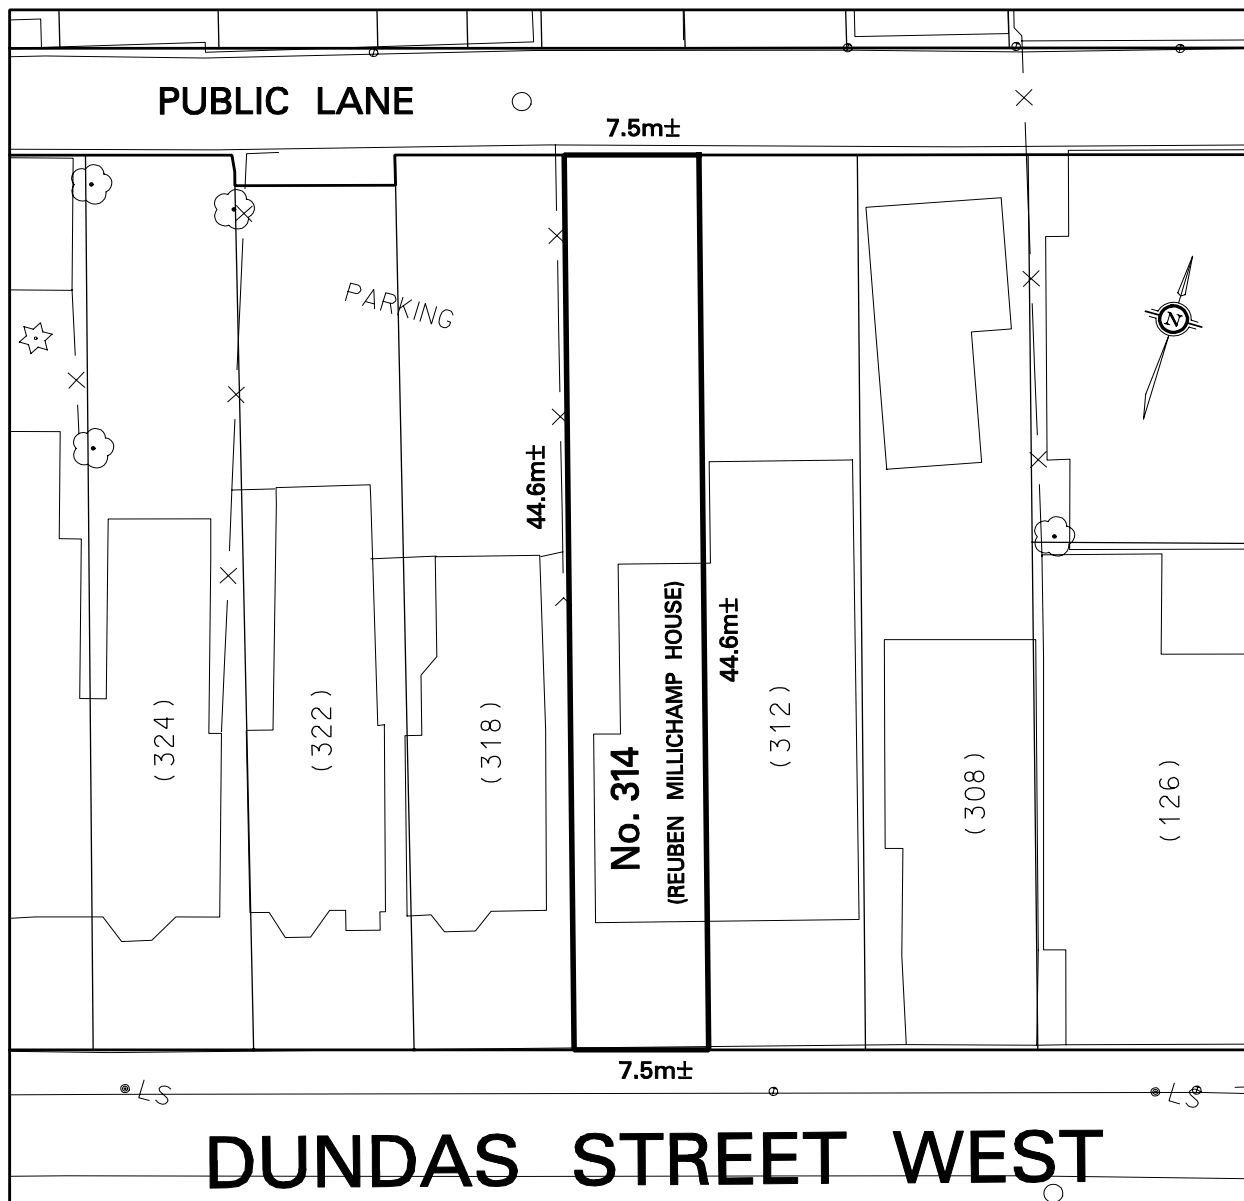 PUBLIC LANE
7.5m±
PARKING
N
44.6m±
44.6m±
No. 314
(REUBEN MILLICHAMP HOUSE)
(324)
(322)
(318)
(312)
(308)
(126)
7.5m±
LS
LS
DUNDAS STREET WEST